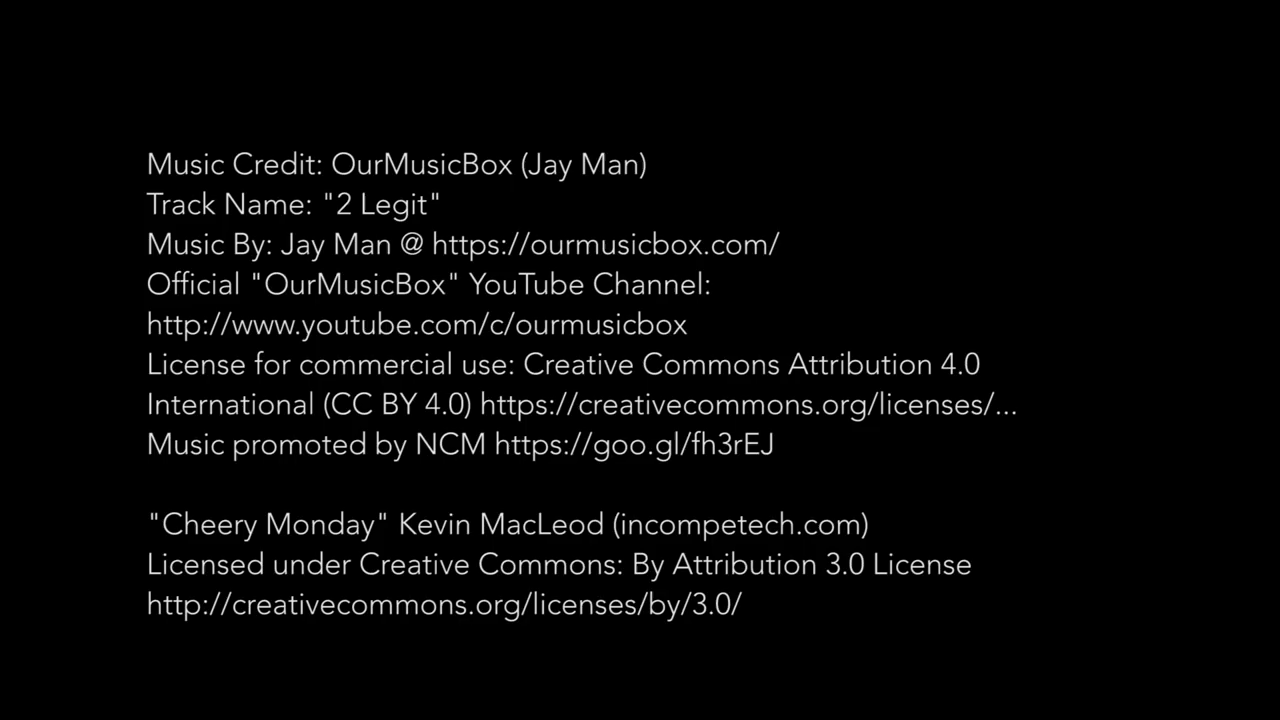 Music Credit: OurMusicBox (Jay Man)
Track Name: "2 Legit"
Music By: Jay Man @ https://ourmusicbox.com/
Official "OurMusicBox" YouTube Channel:
http://www.youtube.com/c/ourmusicbox
License for commercial use: Creative Commons Attribution 4.0
International (CC BY 4.0) https://creativecommons.org/licenses/...
Music promoted by NCM https://goo.gl/fh3rEJ
"Cheery Monday" Kevin MacLeod (incompetech.com)
Licensed under Creative Commons: By Attribution 3.0 License
http://creativecommons.org/licenses/by/3.0/